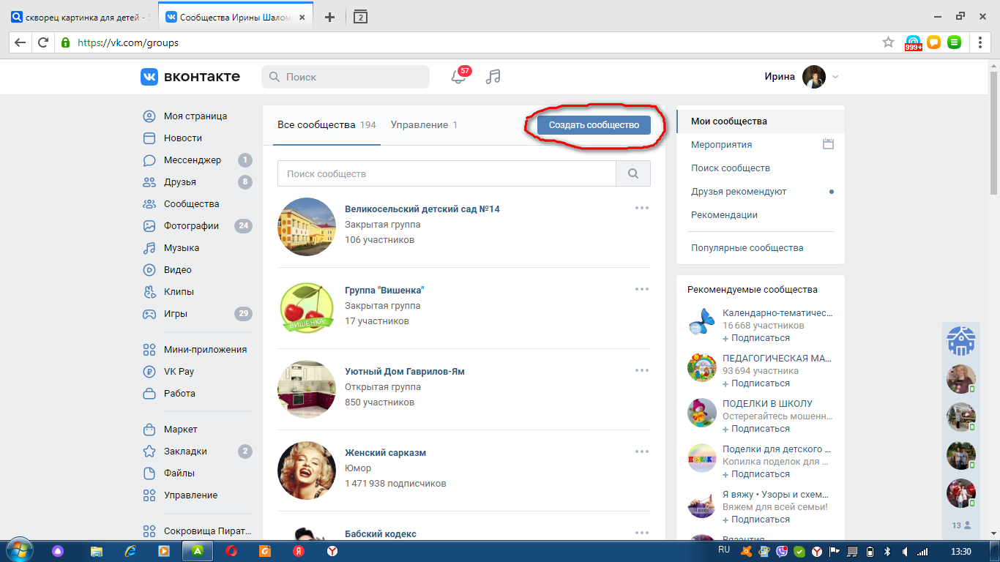 скворец картинка для детей - 5
Сообщества Ирины Шалом
2
https://vk.com/groups
999+
вконтакте
Поиск
57
Ирина
Моя страница
Новости
Мессенджер 1
Друзья 8
Сообщества
Фотографии 24
Музыка
Видео
Клипы
Игры 29
Мини-приложения
VK Pay
Работа
Маркет
Закладки 2
Файлы
Управление
Сокровища Пират...
Все сообщества 194
Управление 1
Создать сообщество
Поиск сообществ
Великосельский детский сад №14
Закрытая группа
106 участников
ВИШЕНКА
Группа "Вишенка"
Закрытая группа
17 участников
Уютный Дом Гаврилов-Ям
Открытая группа
850 участников
Женский сарказм
Юмор
1 471 938 подписчиков
Бабский кодекс
Мои сообщества
Мероприятия
Поиск сообществ
Друзья рекомендуют
Рекомендации
Популярные сообщества
Рекомендуемые сообщества
Календарно-тематичес...
16 668 участников
+ Подписаться
ПЕДАГОГИЧЕСКАЯ МА...
93 694 участника
+ Подписаться
ПОДЕЛКИ В ШКОЛУ
Остерегайтесь мошенн...
+ Подписаться
Поделки для детского ...
Копилка поделок для ...
+ Подписаться
Я вяжу • Узоры и схем...
Вяжем для всей семьи!
+ Подписаться
Вязантия
13
RU
13:30